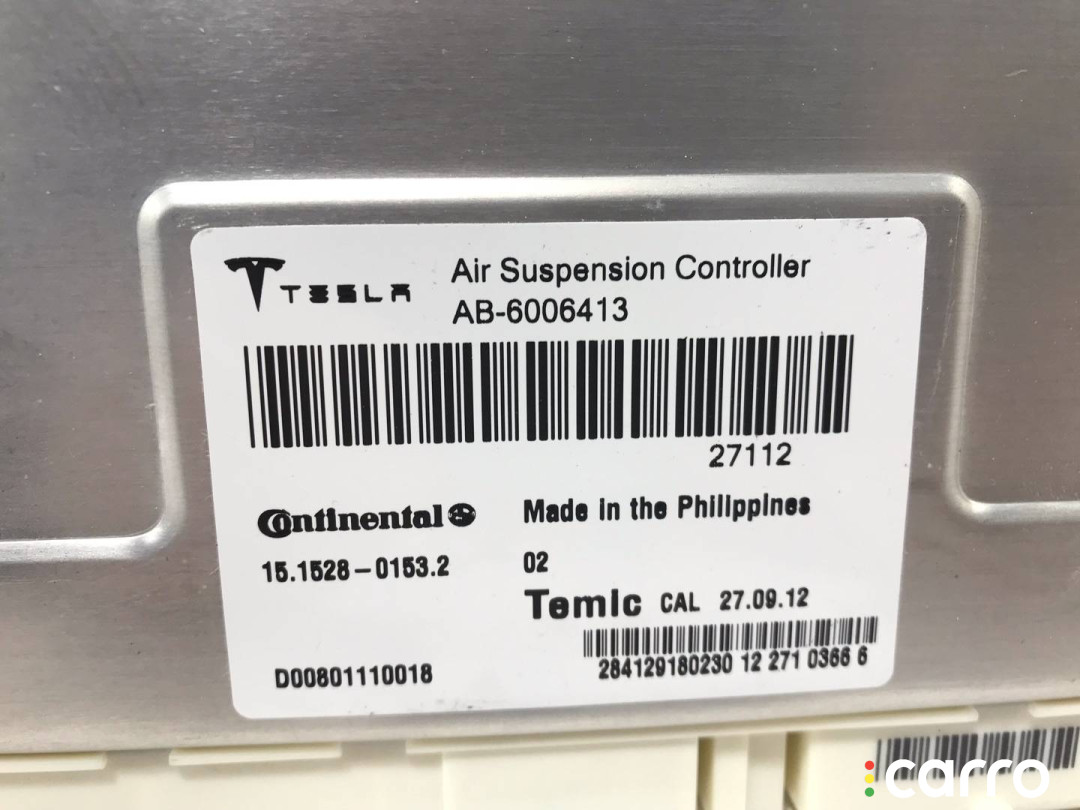 TESLA
Air Suspension Controller
AB-6006413
27112
Continental
Made in the Philippines
15.1528-0153.2
02
Temic CAL 27.09.12
284129180230 12 271 0366 6
D00801110018
carro